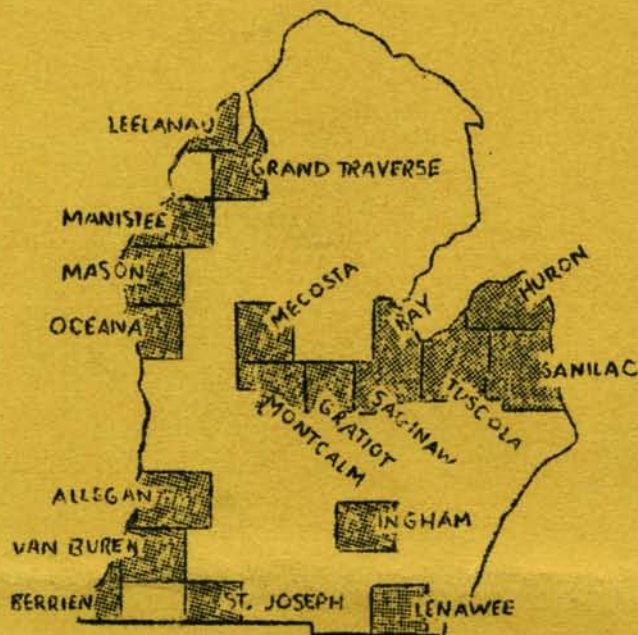 LEELANAU
GRAND TRAVERSE
MANISTEE
MASON
OCEANA
MECOSTA
BAY
HURON
SANILAC
TUSCOLA
SAGINAW
GRATIOT
MONTCALM
ALLEGAN
INGHAM
VAN BUREN
BERRIEN
ST. JOSEPH
LENAWEE